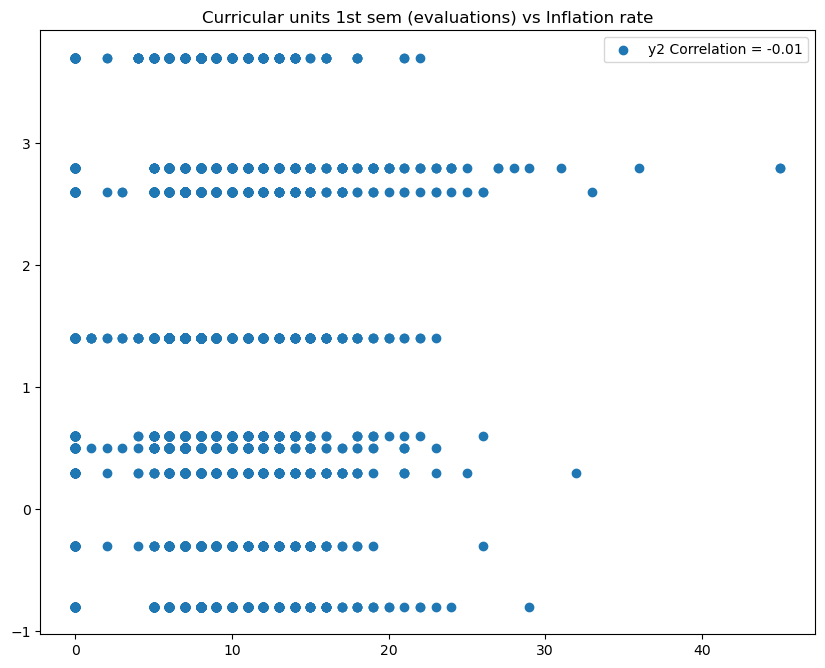 Curricular units 1st sem (evaluations) vs Inflation rate
y2 Correlation = -0.01
3
2
1
0
−1
0 10 20 30 40